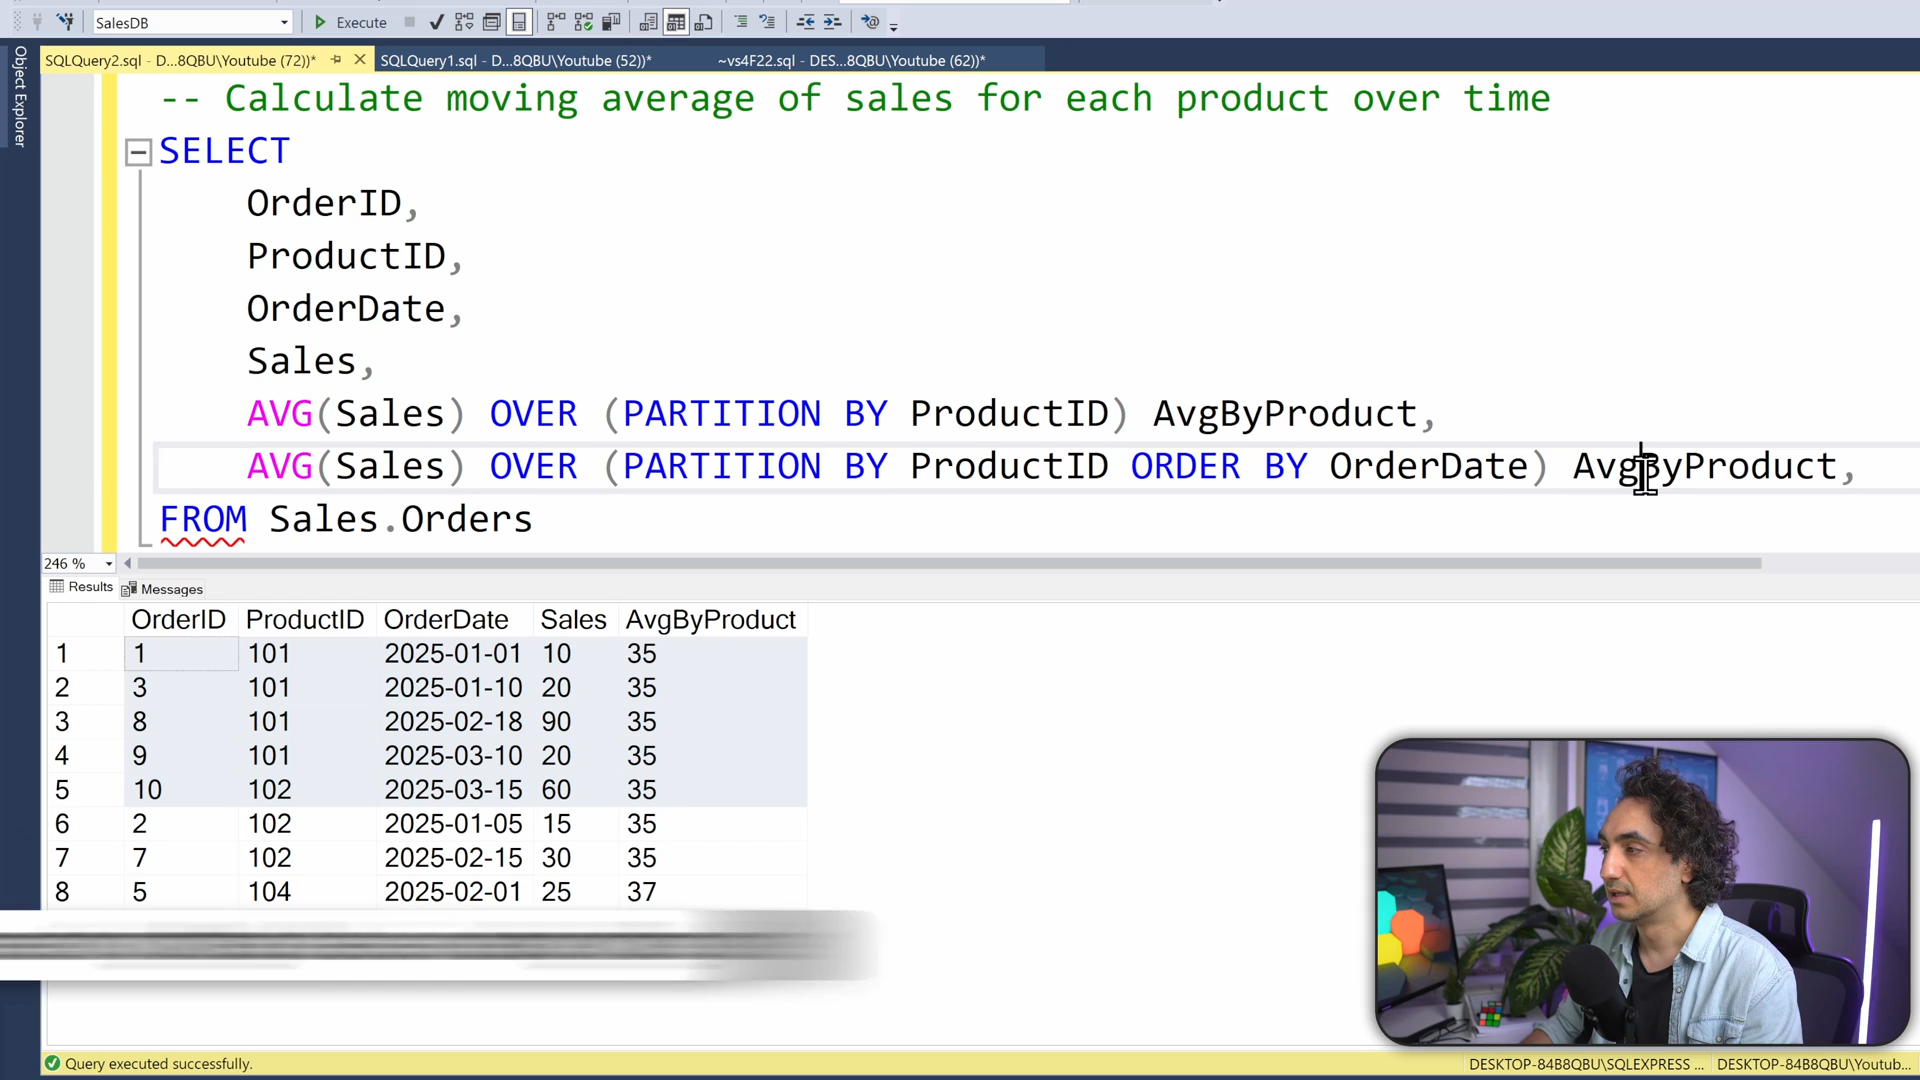 SalesDB
Execute
Object Explorer
SQLQuery2.sql - D...8QBU\Youtube (72))*
SQLQuery1.sql - D...8QBU\Youtube (52))*
~vs4F22.sql - DES...8QBU\Youtube (62))*
-- Calculate moving average of sales for each product over time
SELECT
OrderID,
ProductID,
OrderDate,
Sales,
AVG(Sales) OVER (PARTITION BY ProductID) AvgByProduct,
AVG(Sales) OVER (PARTITION BY ProductID ORDER BY OrderDate) AvgByProduct,
FROM Sales.Orders
246 %
Results Messages
OrderID ProductID OrderDate Sales AvgByProduct
1 1 101 2025-01-01 10 35
2 3 101 2025-01-10 20 35
3 8 101 2025-02-18 90 35
4 9 101 2025-03-10 20 35
5 10 102 2025-03-15 60 35
6 2 102 2025-01-05 15 35
7 7 102 2025-02-15 30 35
8 5 104 2025-02-01 25 37
Query executed successfully.
DESKTOP-84B8QBU\SQLEXPRESS ...
DESKTOP-84B8QBU\Youtub...